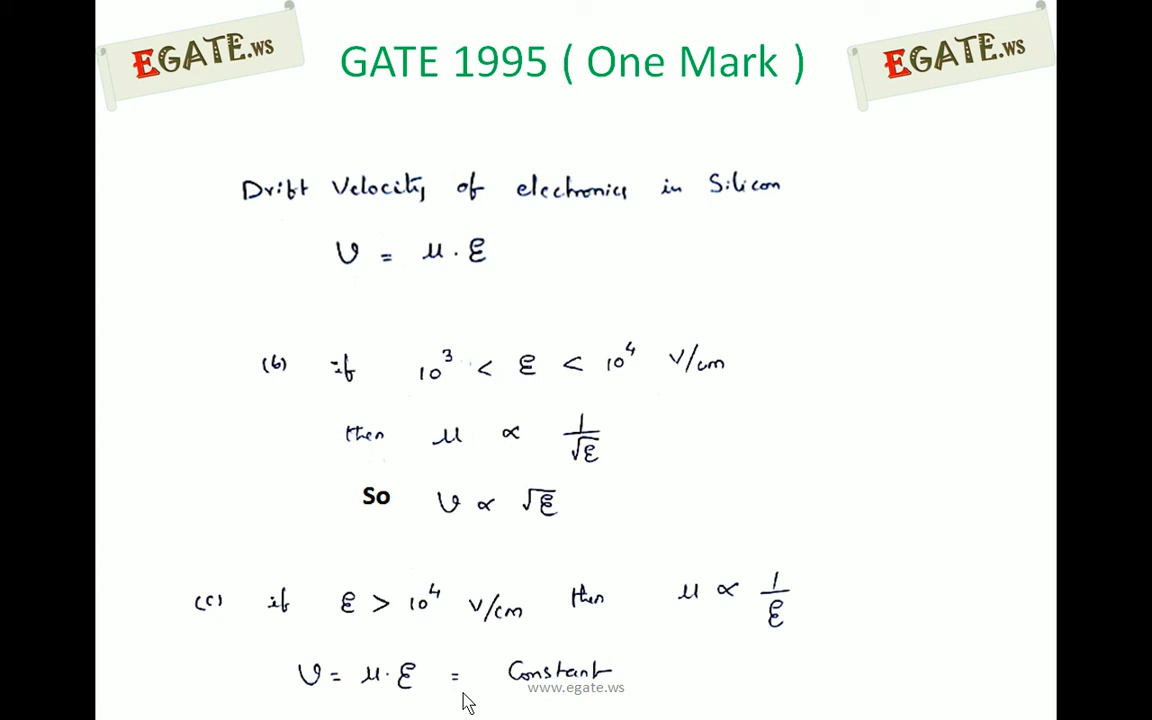 EGATE.ws
GATE 1995 ( One Mark )
EGATE.ws
Drift Velocity of electronics in Silicon
υ = μ . ε
(b) if 10³ < ε < 10⁴ V/cm
then μ ∝ 1/√ε
So υ ∝ √ε
(c) if ε > 10⁴ V/cm then μ ∝ 1/ε
υ = μ . ε = Constant
www.egate.ws